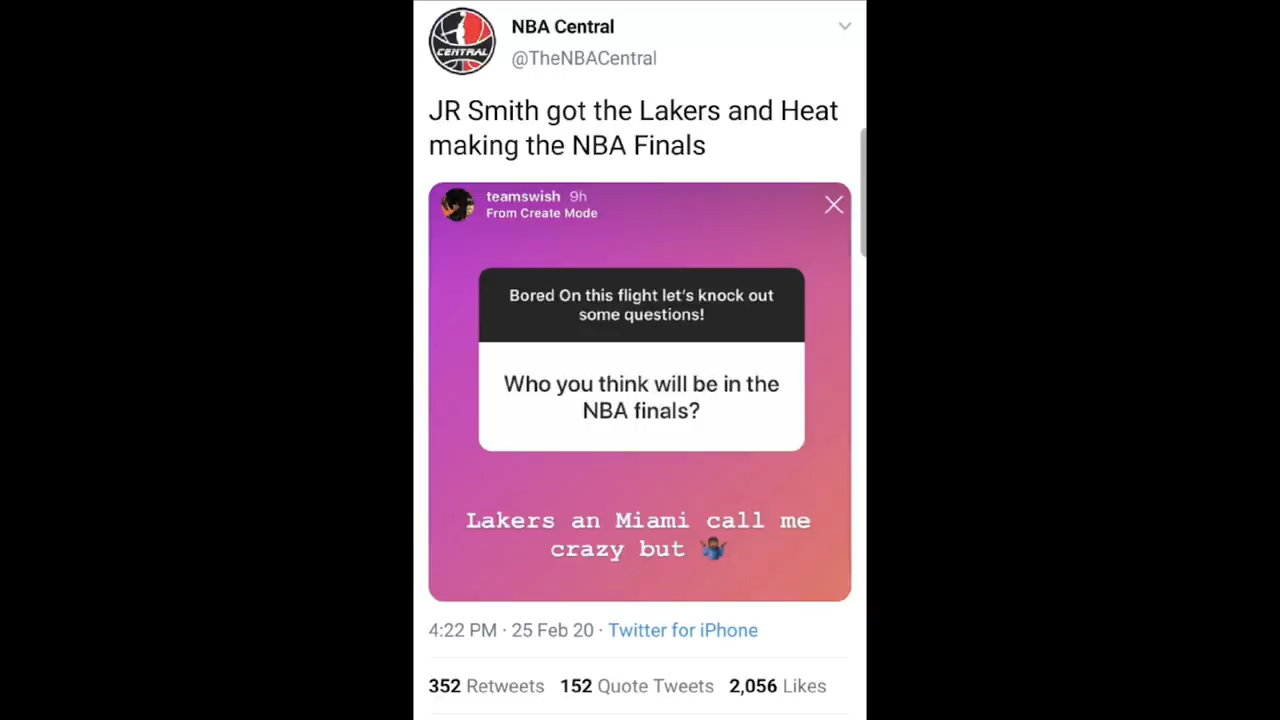 NBA Central
@TheNBACentral
CENTRAL
JR Smith got the Lakers and Heat
making the NBA Finals
teamswish 9h
From Create Mode
Bored On this flight let's knock out
some questions!
Who you think will be in the
NBA finals?
Lakers an Miami call me
crazy but 🤷🏾‍♂️
4:22 PM · 25 Feb 20 · Twitter for iPhone
352 Retweets 152 Quote Tweets 2,056 Likes